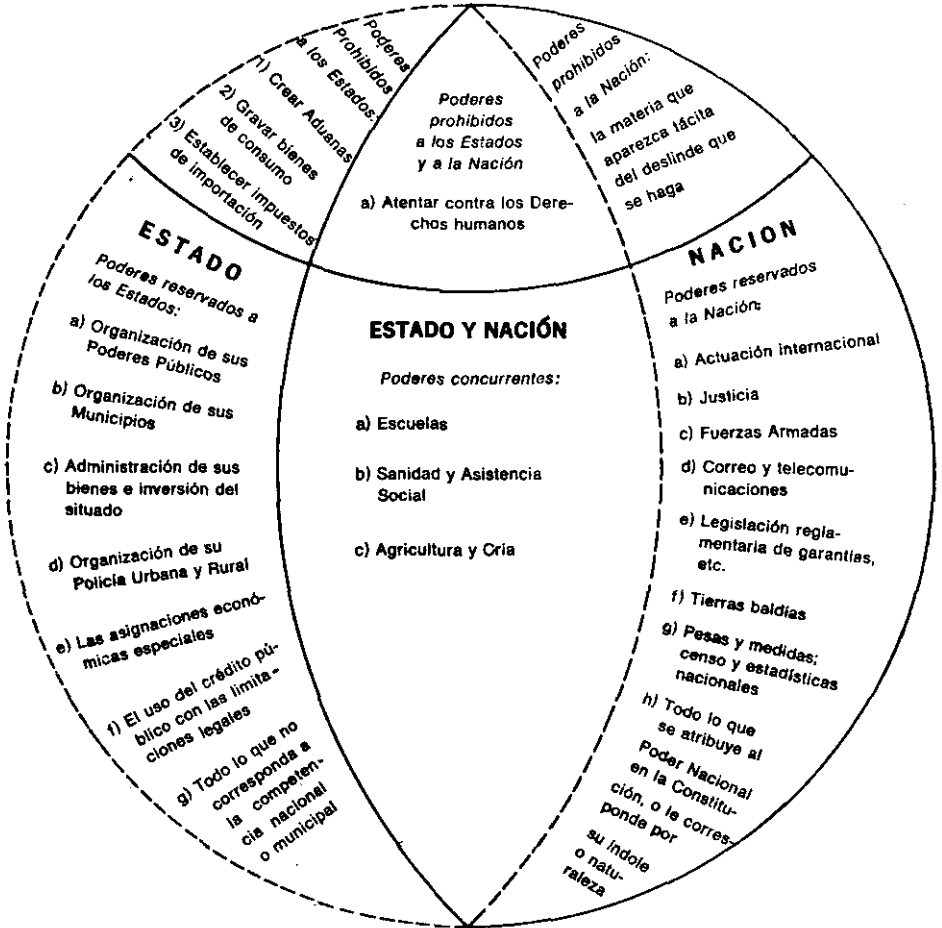 Poderes
Prohibidos
a los Estados:
1) Crear Aduanas
2) Gravar bienes
de consumo
3) Establecer impuestos
de importación
Poderes
prohibidos
a los Estados
y a la Nación
a) Atentar contra los Dere-
chos humanos
Poderes
prohibidos
a la Nación:
la materia que
aparezca tácita
del deslinde que
se haga
ESTADO
Poderes reservados a
los Estados:
a) Organización de sus
Poderes Públicos
b) Organización de sus
Municipios
c) Administración de sus
bienes e inversión del
situado
d) Organización de su
Policía Urbana y Rural
e) Las asignaciones econó-
micas especiales
f) El uso del crédito pú-
blico con las limita-
ciones legales
g) Todo lo que no
corresponda a
la competen-
cia nacional
o municipal
ESTADO Y NACIÓN
Poderes concurrentes:
a) Escuelas
b) Sanidad y Asistencia
Social
c) Agricultura y Cría
NACION
Poderes reservados
a la Nación:
a) Actuación internacional
b) Justicia
c) Fuerzas Armadas
d) Correo y telecomu-
nicaciones
e) Legislación regla-
mentaria de garantías,
etc.
f) Tierras baldías
g) Pesas y medidas;
censo y estadísticas
nacionales
h) Todo lo que
se atribuye al
Poder Nacional
en la Constitu-
ción, o le corres-
ponda por
su índole
o natu-
raleza